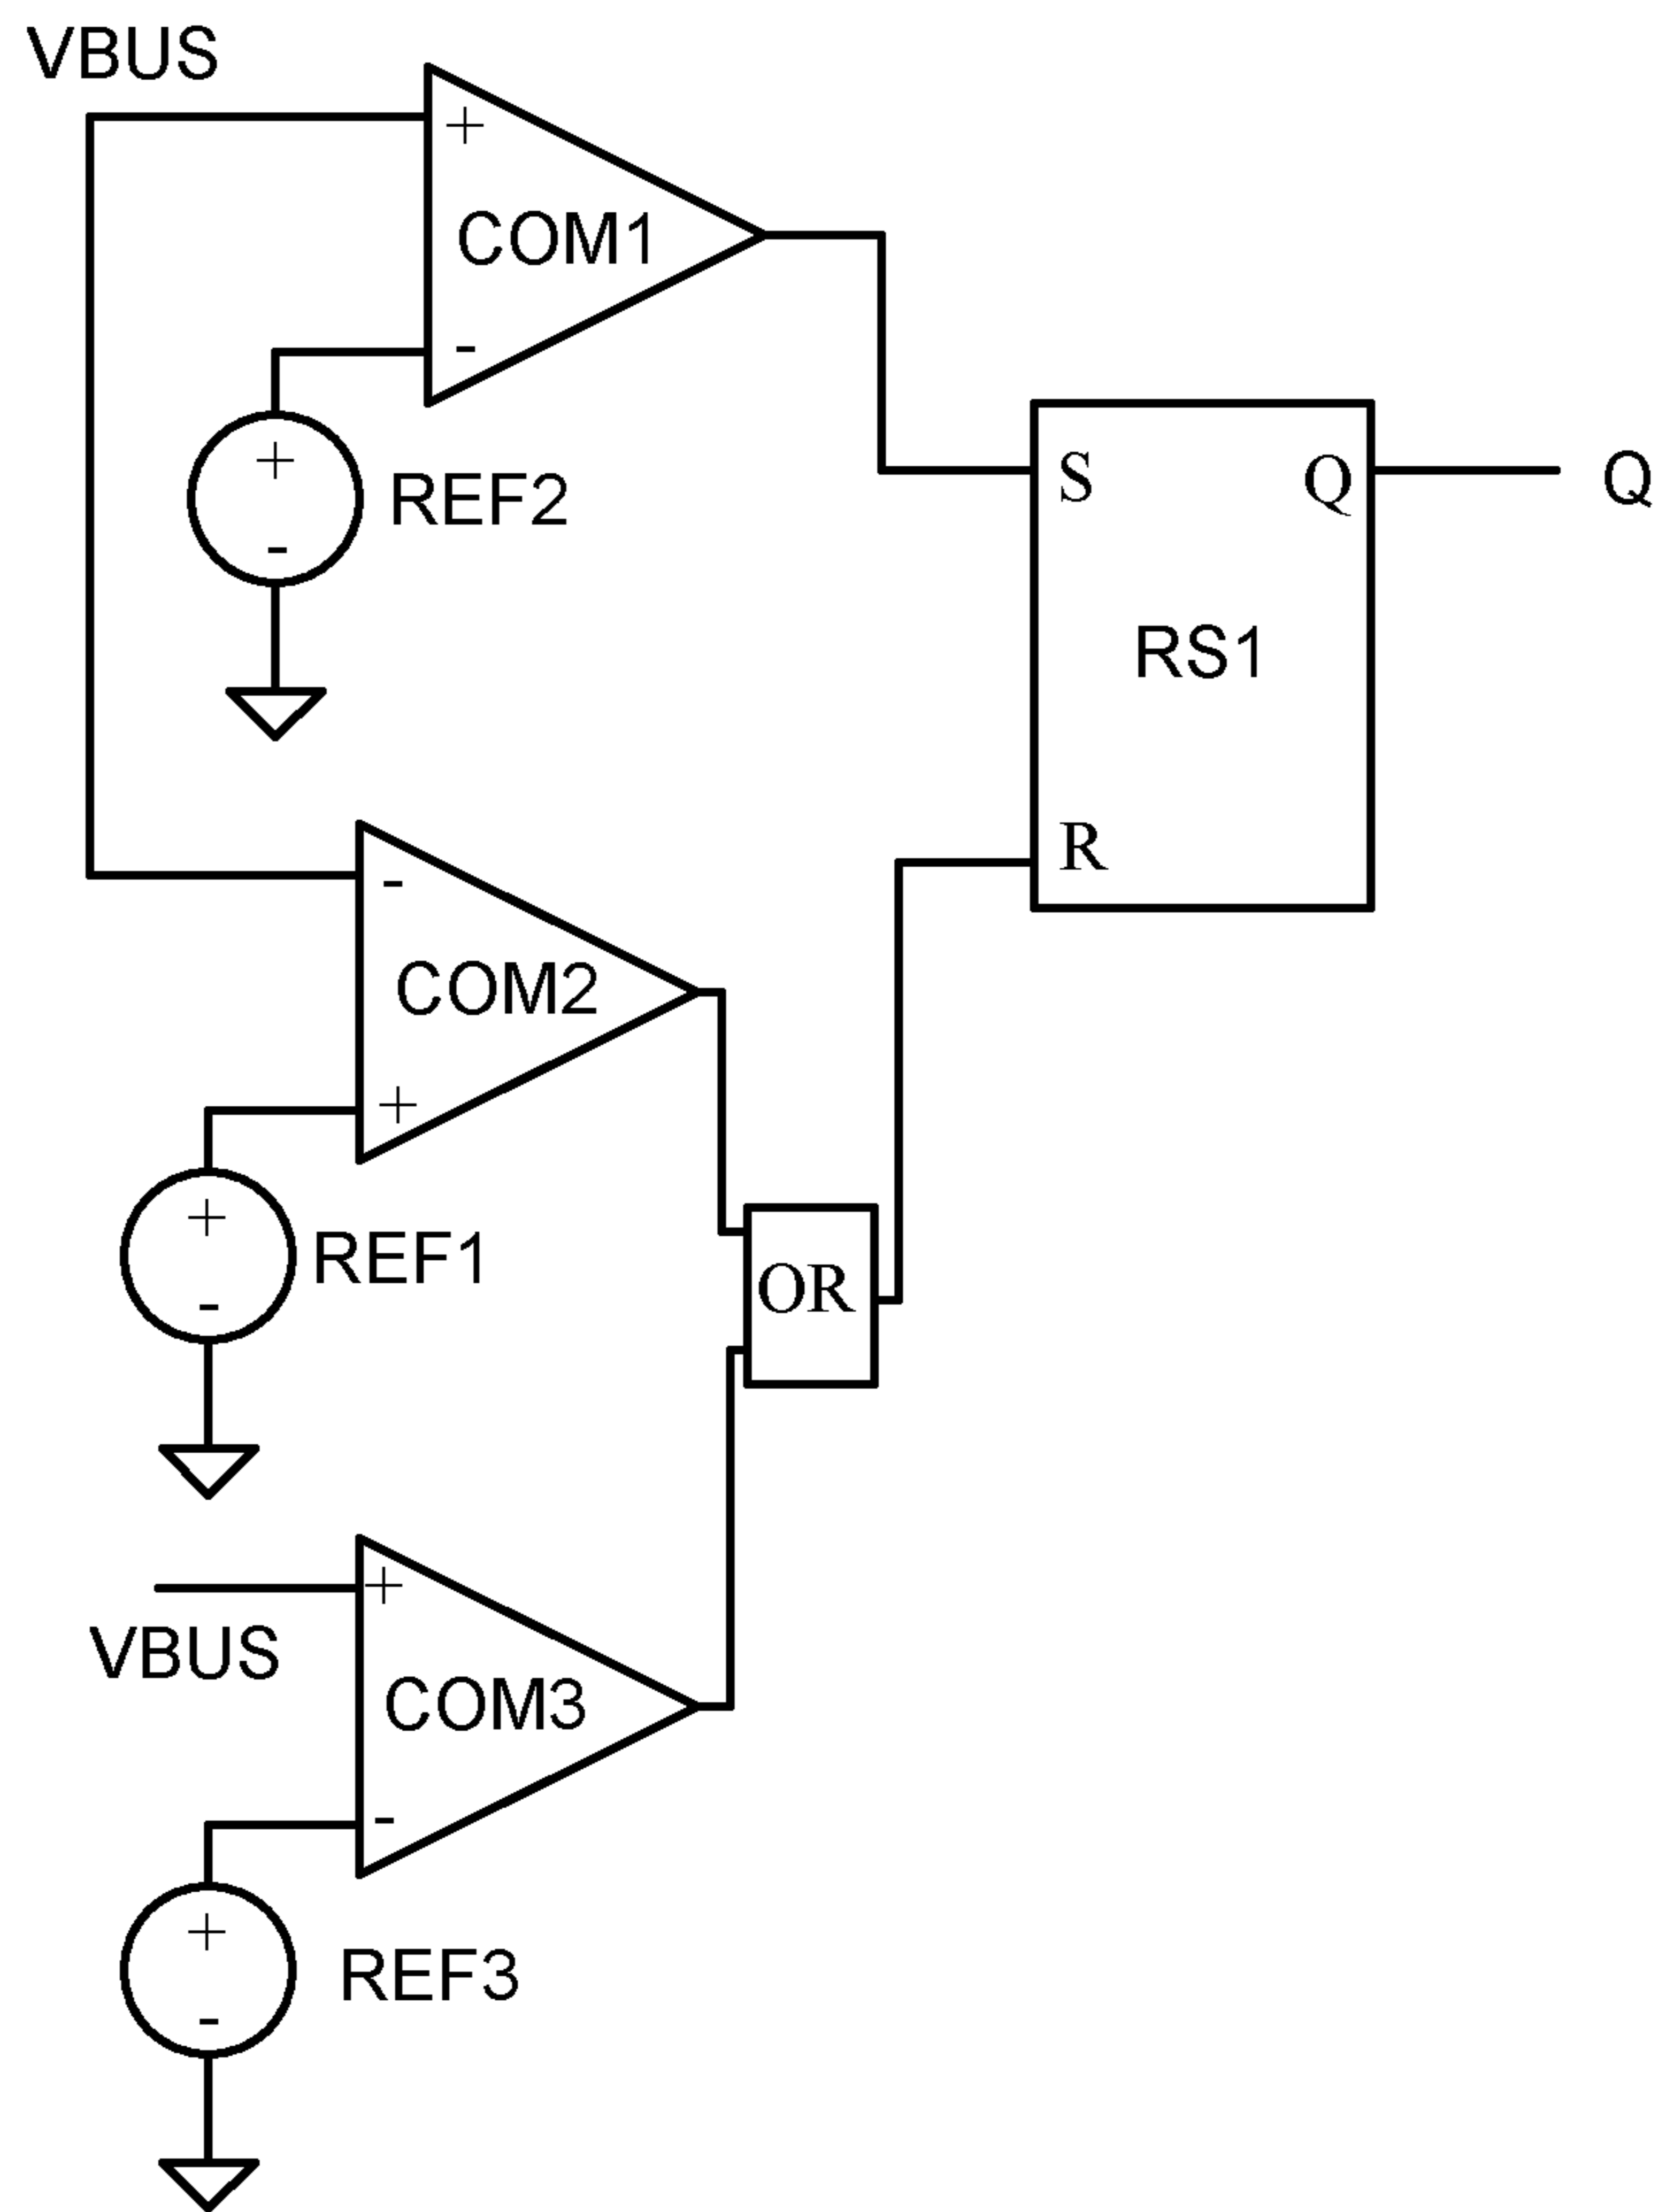 VBUS
+
COM1
-
+
REF2
-
S
Q
Q
RS1
R
-
COM2
+
+
REF1
-
OR
+
VBUS
COM3
-
+
REF3
-